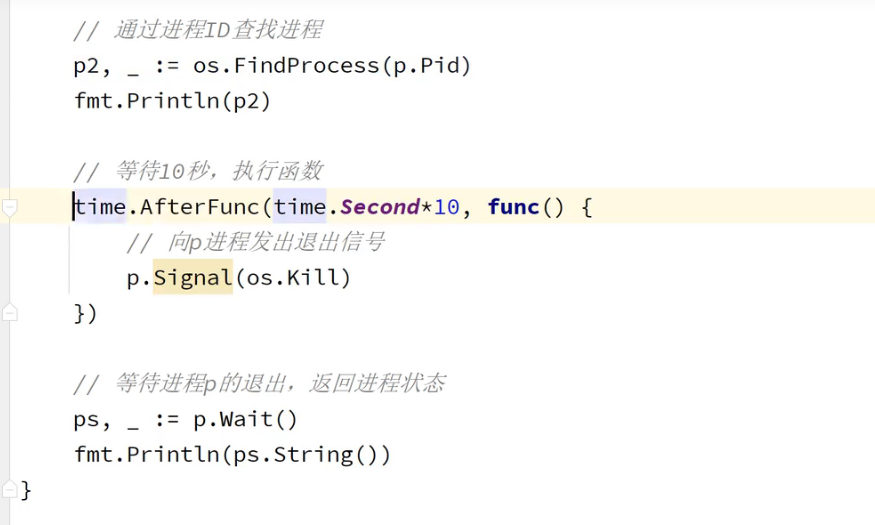 // 通过进程ID查找进程
p2, _ := os.FindProcess(p.Pid)
fmt.Println(p2)
// 等待10秒，执行函数
time.AfterFunc(time.Second*10, func() {
// 向p进程发出退出信号
p.Signal(os.Kill)
})
// 等待进程p的退出，返回进程状态
ps, _ := p.Wait()
fmt.Println(ps.String())
}